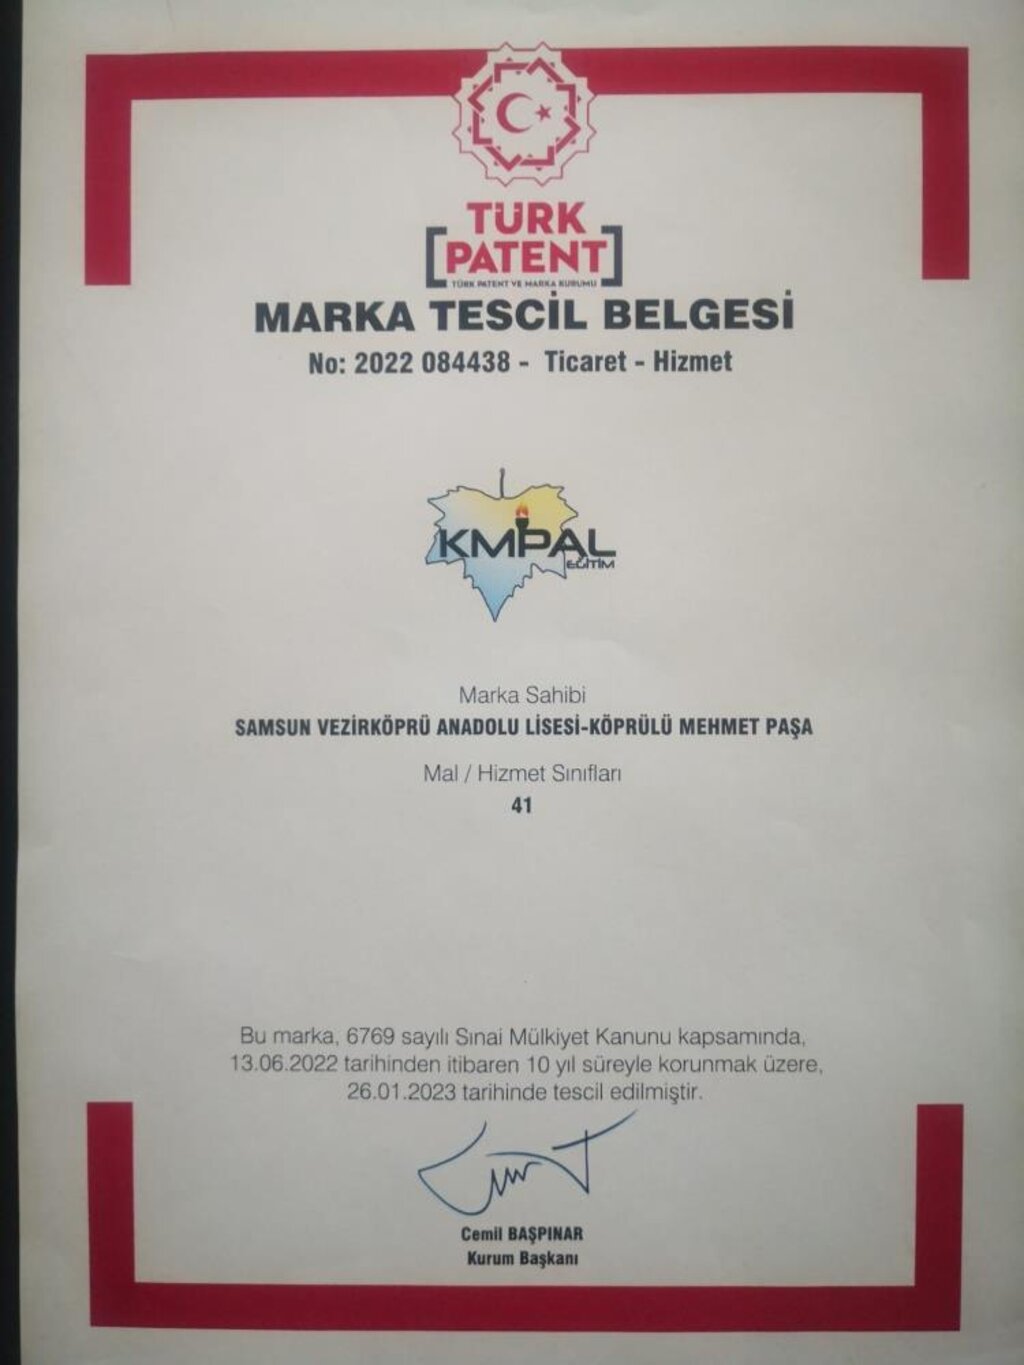 TÜRK
PATENT
TÜRK PATENT VE MARKA KURUMU
MARKA TESCİL BELGESİ
No: 2022 084438 - Ticaret - Hizmet
KMPAL
EĞİTİM
Marka Sahibi
SAMSUN VEZİRKÖPRÜ ANADOLU LİSESİ-KÖPRÜLÜ MEHMET PAŞA
Mal / Hizmet Sınıfları
41
Bu marka, 6769 sayılı Sınai Mülkiyet Kanunu kapsamında,
13.06.2022 tarihinden itibaren 10 yıl süreyle korunmak üzere,
26.01.2023 tarihinde tescil edilmiştir.
Cemil BAŞPINAR
Kurum Başkanı